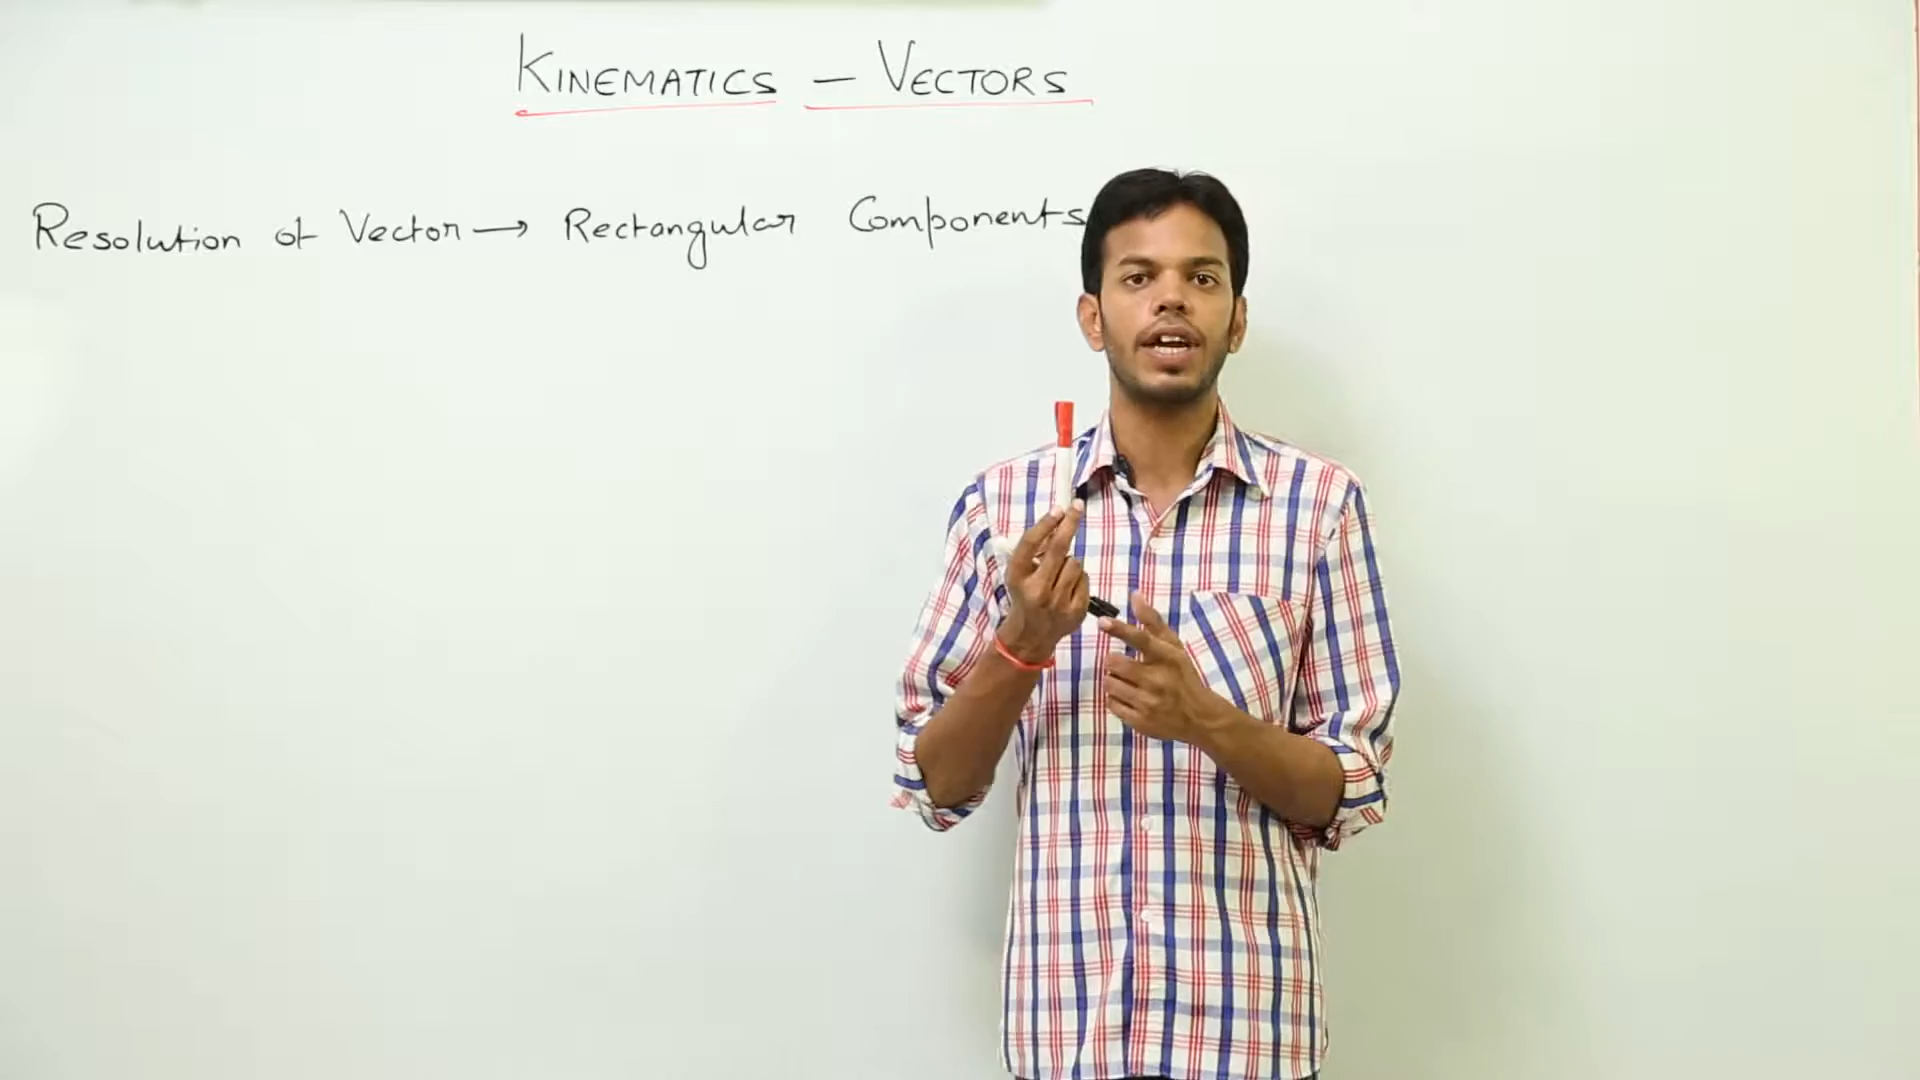 KINEMATICS – VECTORS
Resolution of Vector → Rectangular Components